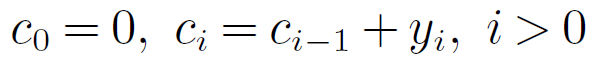 c₀ = 0, cᵢ = cᵢ₋₁ + yᵢ, i > 0